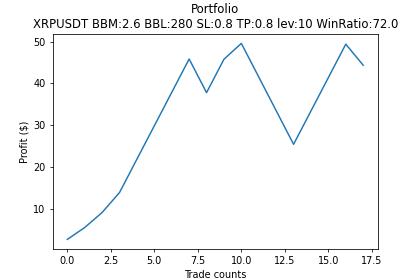 Portfolio
XRPUSDT BBM:2.6 BBL:280 SL:0.8 TP:0.8 lev:10 WinRatio:72.0
50
40
30
20
10
Profit ($)
0.0 2.5 5.0 7.5 10.0 12.5 15.0 17.5
Trade counts